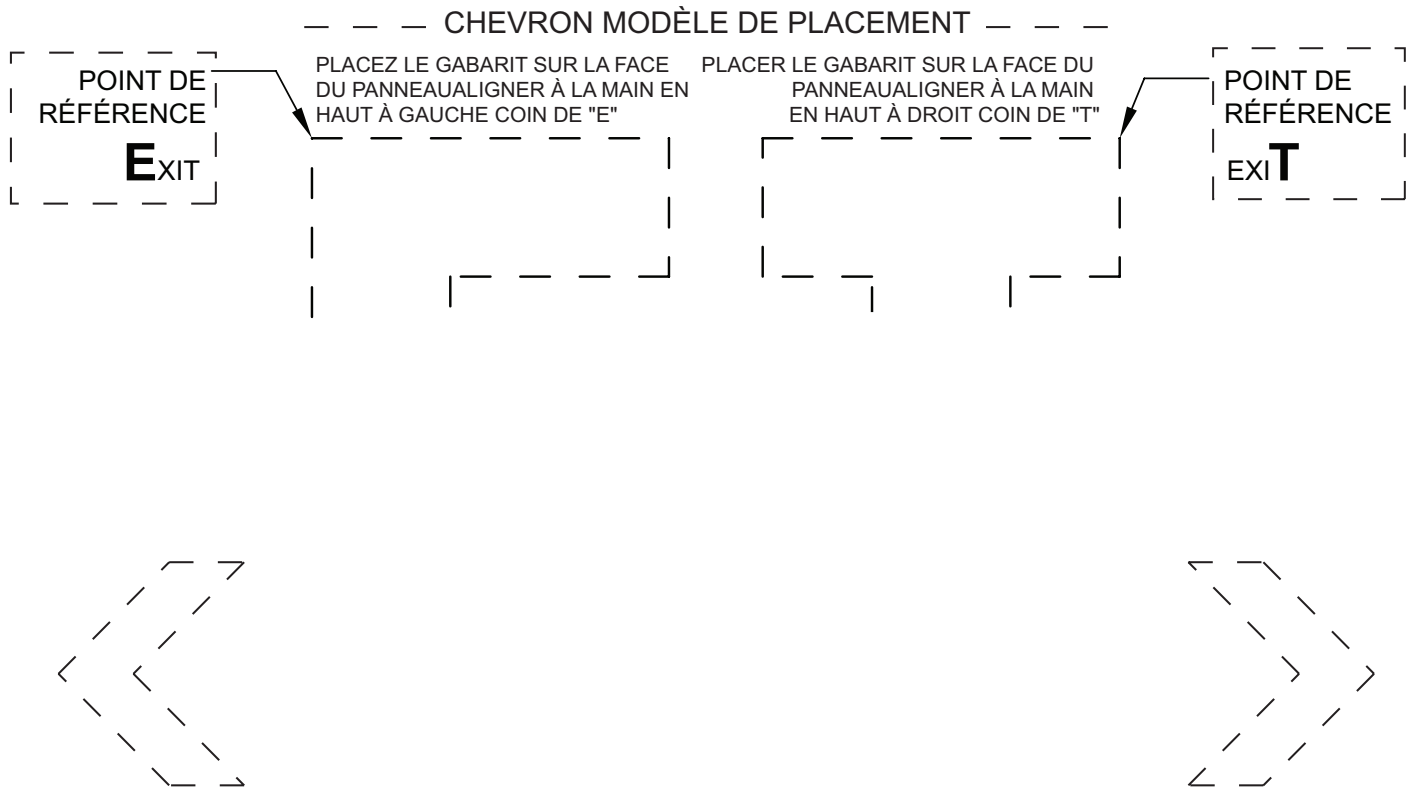 CHEVRON MODÈLE DE PLACEMENT
POINT DE
RÉFÉRENCE
EXIT
PLACEZ LE GABARIT SUR LA FACE
DU PANNEAUALIGNER À LA MAIN EN
HAUT À GAUCHE COIN DE "E"
PLACER LE GABARIT SUR LA FACE DU
PANNEAUALIGNER À LA MAIN
EN HAUT À DROIT COIN DE "T"
POINT DE
RÉFÉRENCE
EXIT